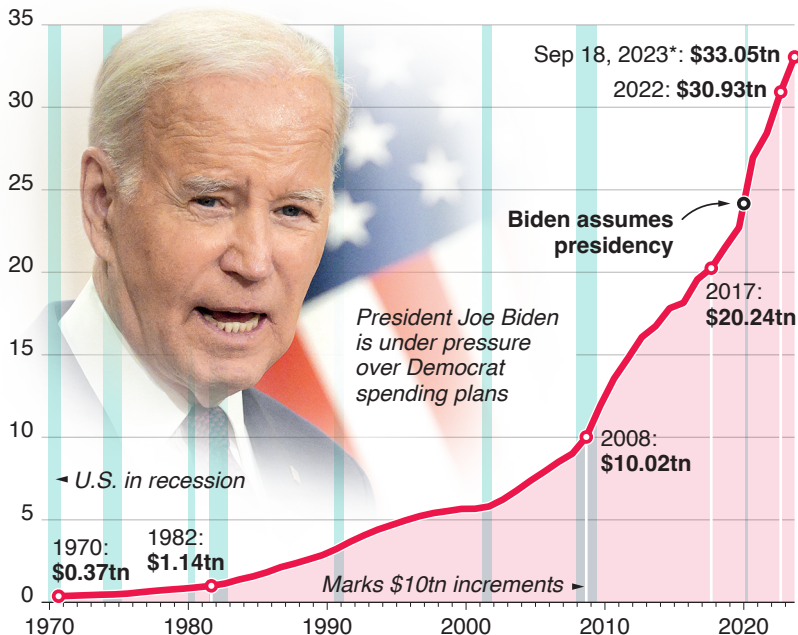 35
30
25
20
15
10
5
0
Sep 18, 2023*: $33.05tn
2022: $30.93tn
Biden assumes
presidency
2017:
$20.24tn
President Joe Biden
is under pressure
over Democrat
spending plans
2008:
$10.02tn
U.S. in recession
1970:
$0.37tn
1982:
$1.14tn
Marks $10tn increments
1970 1980 1990 2000 2010 2020